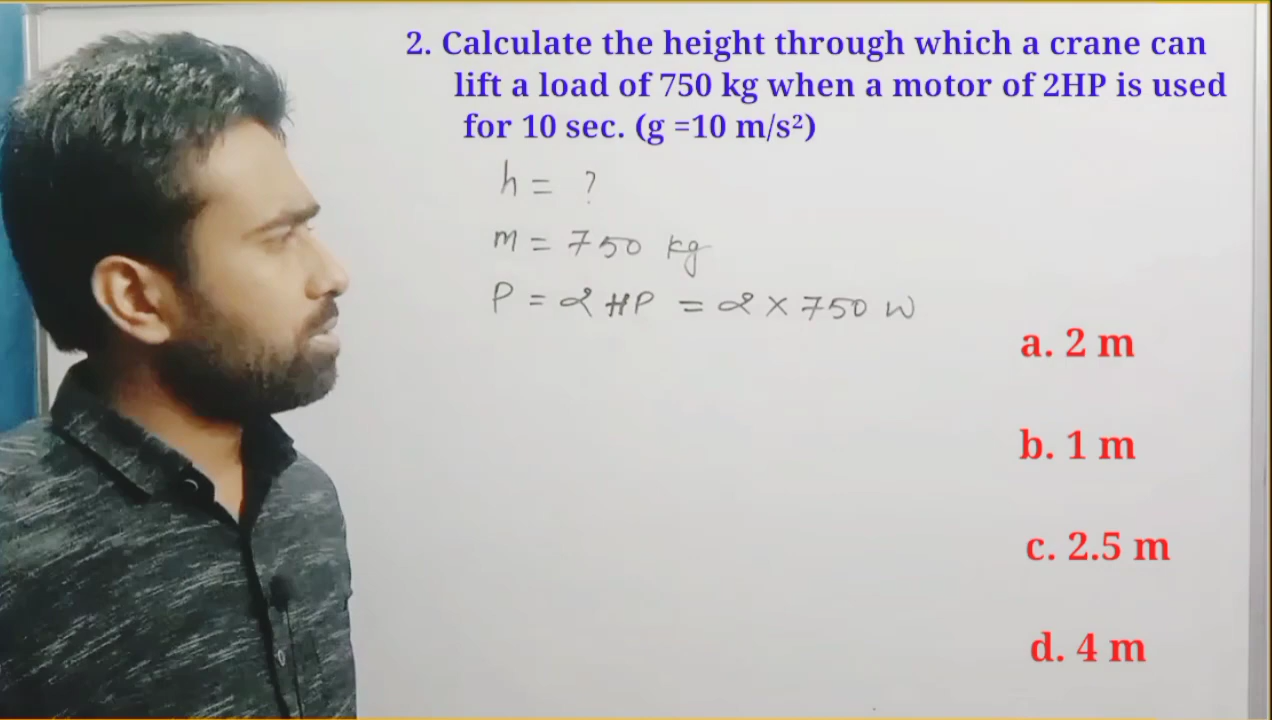 2. Calculate the height through which a crane can
lift a load of 750 kg when a motor of 2HP is used
for 10 sec. (g =10 m/s²)
h = ?
m = 750 kg
P = 2 HP = 2 × 750 W
a. 2 m
b. 1 m
c. 2.5 m
d. 4 m